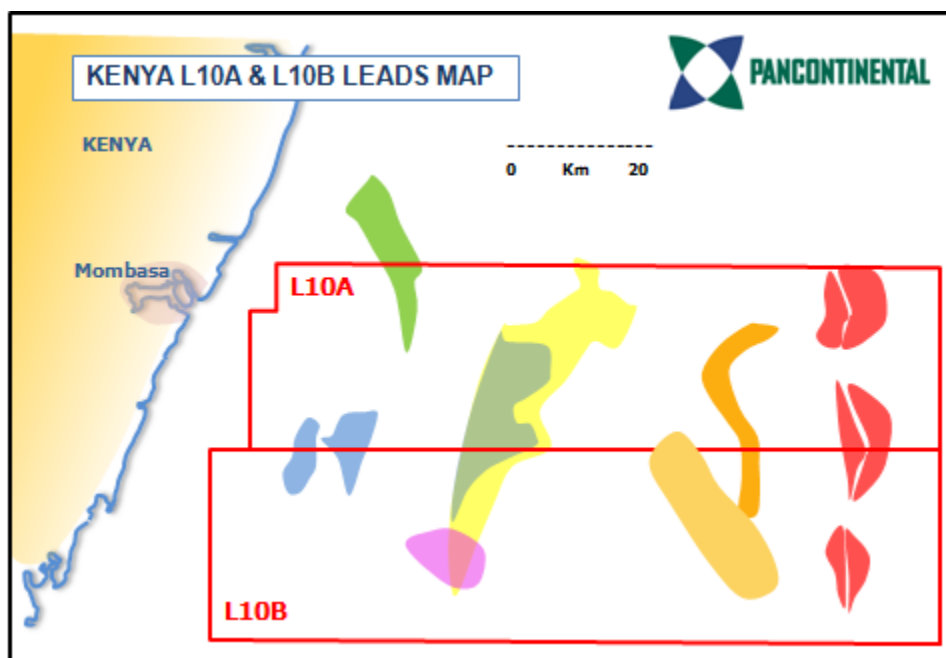 KENYA L10A & L10B LEADS MAP
PANCONTINENTAL
KENYA
0 Km 20
Mombasa
L10A
L10B